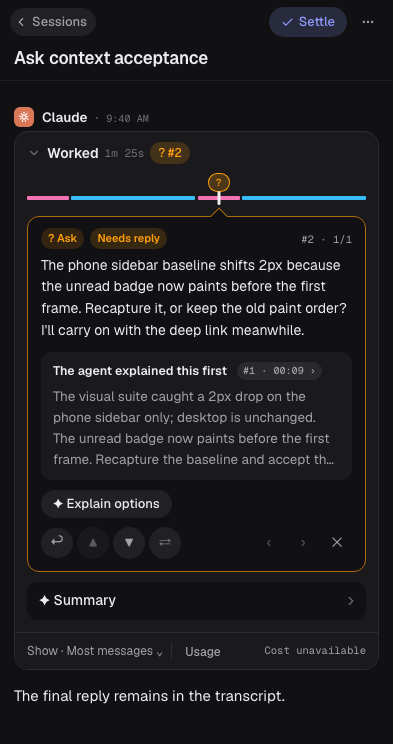 Sessions
Settle
Ask context acceptance
Claude · 9:40 AM
Worked 1m 25s ? #2
?
? Ask Needs reply #2 · 1/1
The phone sidebar baseline shifts 2px because
the unread badge now paints before the first
frame. Recapture it, or keep the old paint order?
I'll carry on with the deep link meanwhile.
The agent explained this first #1 · 00:09 ›
The visual suite caught a 2px drop on the
phone sidebar only; desktop is unchanged.
The unread badge now paints before the first
frame. Recapture the baseline and accept th…
Explain options
Summary
Show · Most messages Usage Cost unavailable
The final reply remains in the transcript.